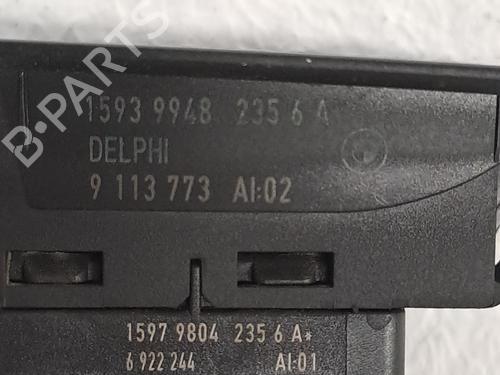 B-PARTS
1593 9948 235 6 A
DELPHI
9 113 773 AI:02
1597 9804 235 6 A*
6 922 244 AI:01